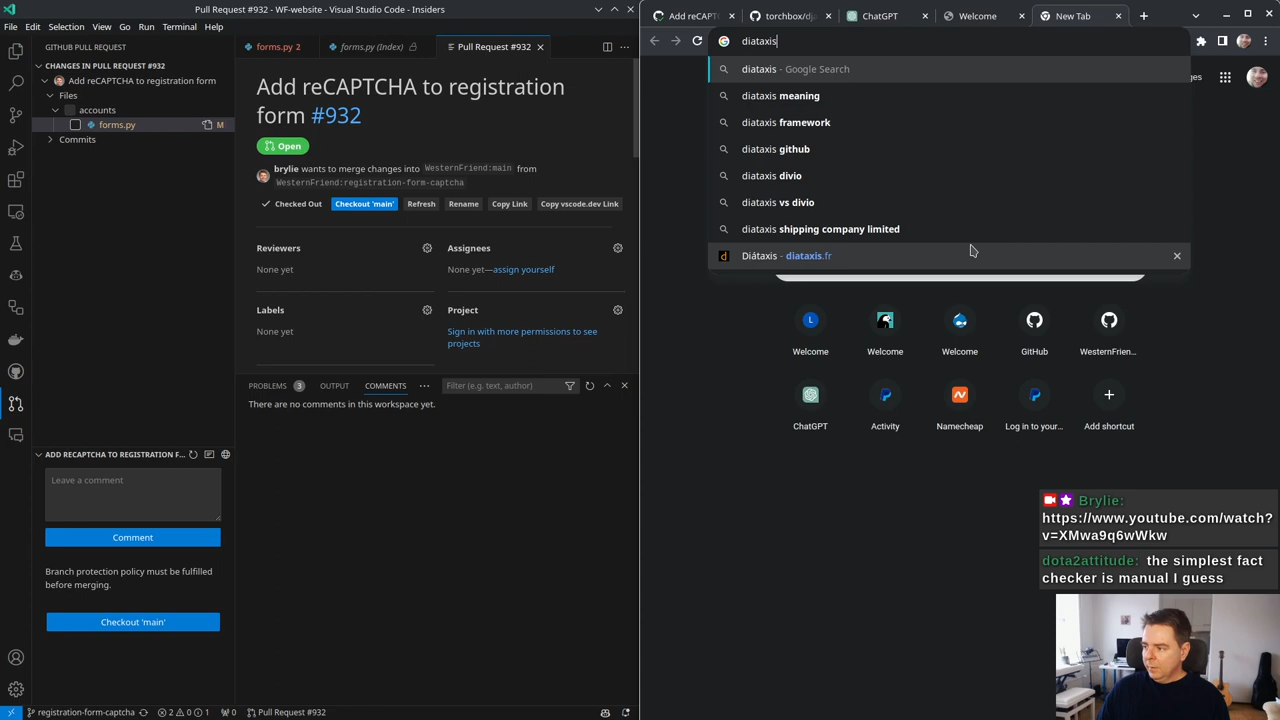 Pull Request #932 - WF-website - Visual Studio Code - Insiders
File Edit Selection View Go Run Terminal Help
GITHUB PULL REQUEST
CHANGES IN PULL REQUEST #932
Add reCAPTCHA to registration form
Files
accounts
forms.py M
Commits
ADD RECAPTCHA TO REGISTRATION F...
Leave a comment
Comment
Branch protection policy must be fulfilled
before merging.
Checkout 'main'
forms.py 2
forms.py (Index)
Pull Request #932
Add reCAPTCHA to registration
form #932
Open
brylie wants to merge changes into WesternFriend:main from
WesternFriend:registration-form-captcha
Checked Out Checkout 'main' Refresh Rename Copy Link Copy vscode.dev Link
Reviewers
None yet
Assignees
None yet—assign yourself
Labels
None yet
Project
Sign in with more permissions to see
projects
PROBLEMS 3 OUTPUT COMMENTS
Filter (e.g. text, author)
There are no comments in this workspace yet.
registration-form-captcha 2 0 1 0 Pull Request #932
Add reCAPT
torchbox/dja
ChatGPT
Welcome
New Tab
diataxis
diataxis - Google Search
diataxis meaning
diataxis framework
diataxis github
diataxis divio
diataxis vs divio
diataxis shipping company limited
Diátaxis - diataxis.fr
ges
Welcome Welcome Welcome GitHub WesternFrien...
ChatGPT Activity Namecheap Log in to your... Add shortcut
Brylie:
https://www.youtube.com/watch?
v=XMwa9q6wWkw
dota2attitude: the simplest fact
checker is manual I guess